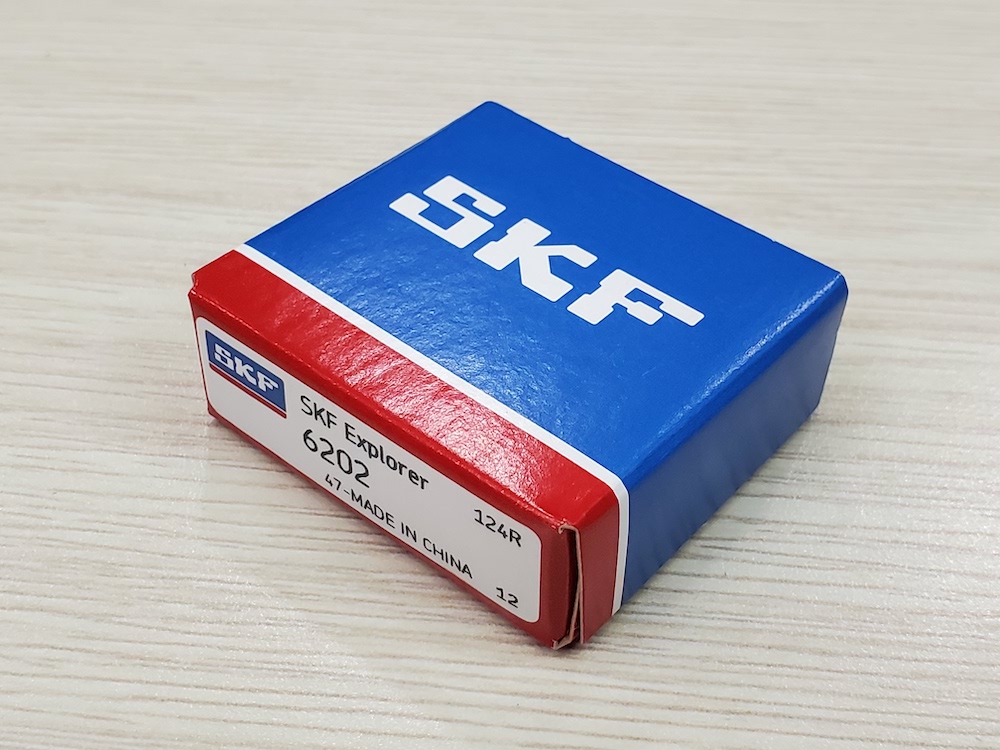 SKF
SKF
SKF Explorer
6202
47-MADE IN CHINA
124R
12